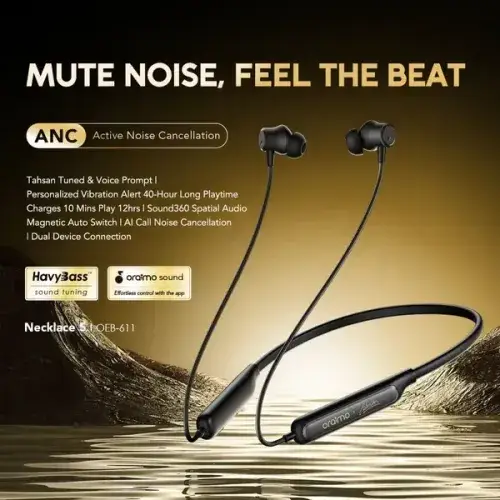 MUTE NOISE, FEEL THE BEAT
ANC Active Noise Cancellation
Tahsan Tuned & Voice Prompt |
Personalized Vibration Alert 40-Hour Long Playtime
Charges 10 Mins Play 12hrs | Sound360 Spatial Audio
Magnetic Auto Switch | AI Call Noise Cancellation
| Dual Device Connection
HavyBass
sound tuning
oraimo sound
Effortless control with the app
Necklace 5 OEB-611
oraimo